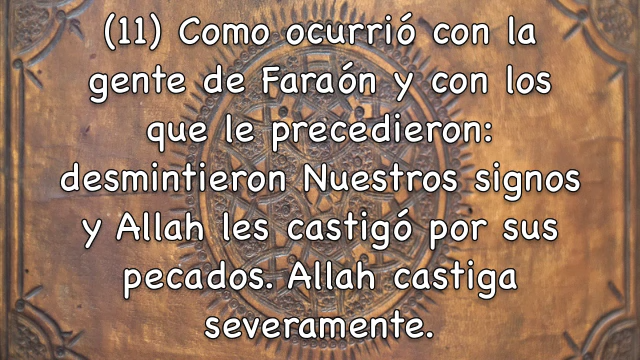 (11) Como ocurrió con la
gente de Faraón y con los
que le precedieron:
desmintieron Nuestros signos
y Allah les castigó por sus
pecados. Allah castiga
severamente.